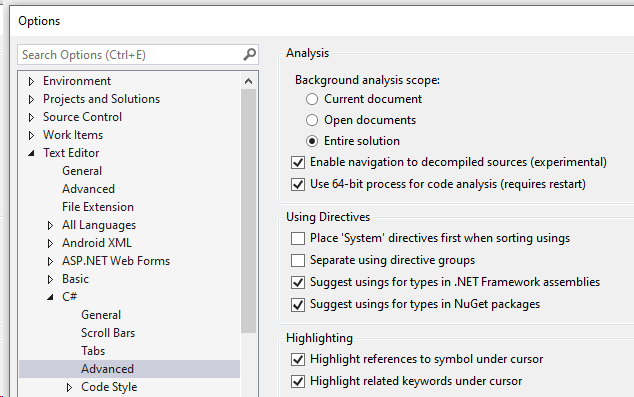 Options
Search Options (Ctrl+E)
Environment
Projects and Solutions
Source Control
Work Items
Text Editor
General
Advanced
File Extension
All Languages
Android XML
ASP.NET Web Forms
Basic
C#
General
Scroll Bars
Tabs
Advanced
Code Style
Analysis
Background analysis scope:
Current document
Open documents
Entire solution
Enable navigation to decompiled sources (experimental)
Use 64-bit process for code analysis (requires restart)
Using Directives
Place 'System' directives first when sorting usings
Separate using directive groups
Suggest usings for types in .NET Framework assemblies
Suggest usings for types in NuGet packages
Highlighting
Highlight references to symbol under cursor
Highlight related keywords under cursor